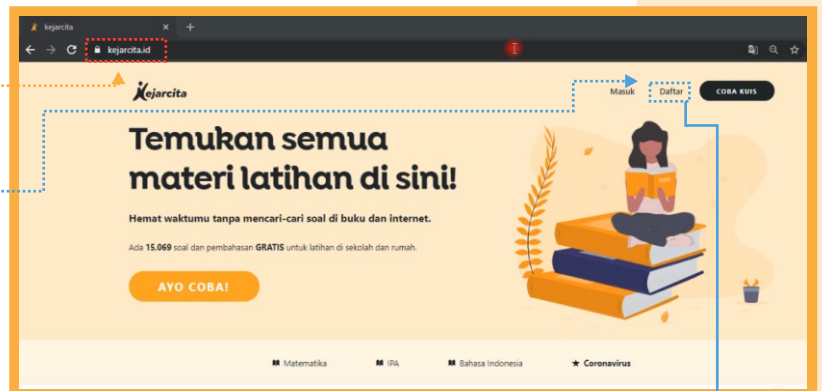 kejarcita
kejarcita.id
kejarcita
Masuk Daftar COBA KUIS
Temukan semua
materi latihan di sini!
Hemat waktumu tanpa mencari-cari soal di buku dan internet.
Ada 15.069 soal dan pembahasan GRATIS untuk latihan di sekolah dan rumah.
AYO COBA!
Matematika IPA Bahasa Indonesia Coronavirus